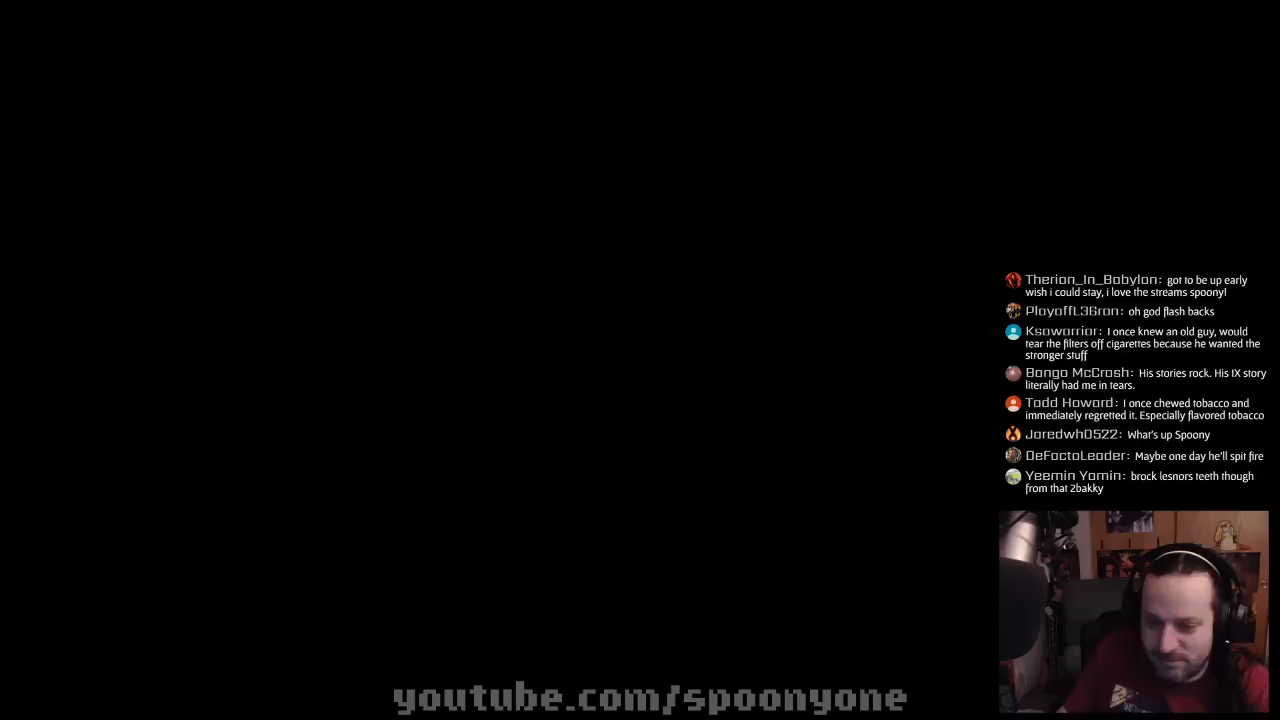 Therion_In_Babylon: got to be up early
wish i could stay, i love the streams spoony!
PlayoffL3Gron: oh god flash backs
Ksawarrior: I once knew an old guy, would
tear the filters off cigarettes because he wanted the
stronger stuff
Bongo McCrash: His stories rock. His IX story
literally had me in tears.
Todd Howard: I once chewed tobacco and
immediately regretted it. Especially flavored tobacco
Jaredwh0522: What's up Spoony
DeFactoLeader: Maybe one day he'll spit fire
Yeemin Yamin: brock lesnors teeth though
from that 2bakky
youtube.com/spoonyone